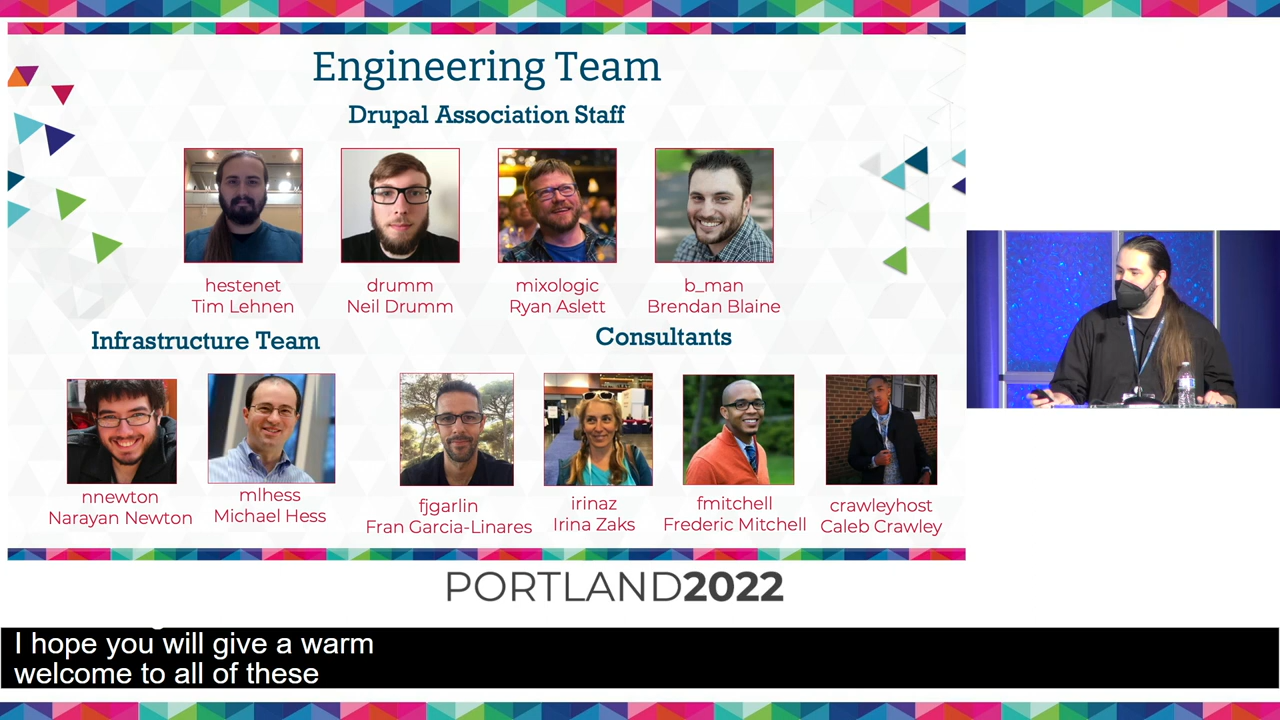 Engineering Team
Drupal Association Staff
hestenet
Tim Lehnen
drumm
Neil Drumm
mixologic
Ryan Aslett
b_man
Brendan Blaine
Infrastructure Team
Consultants
nnewton
Narayan Newton
mlhess
Michael Hess
fjgarlin
Fran Garcia-Linares
irinaz
Irina Zaks
fmitchell
Frederic Mitchell
crawleyhost
Caleb Crawley
PORTLAND2022
I hope you will give a warm
welcome to all of these